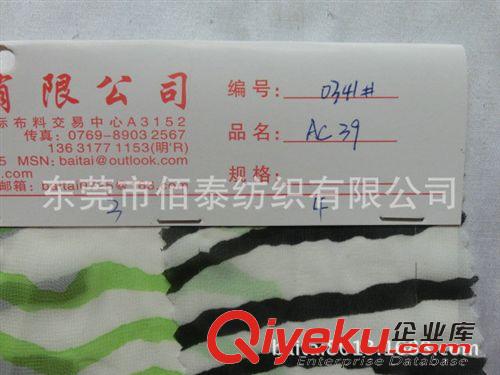 有限公司
际布料交易中心A3152
传真: 0769-8903 2567
136 3177 1153(明'R)
5 MSN: baitai@outlook.com
编号: 0341#
品名: AC39
规格:
东莞市佰泰纺织有限公司
3 4
Qiyeku.com 企业库
Enterprise Database